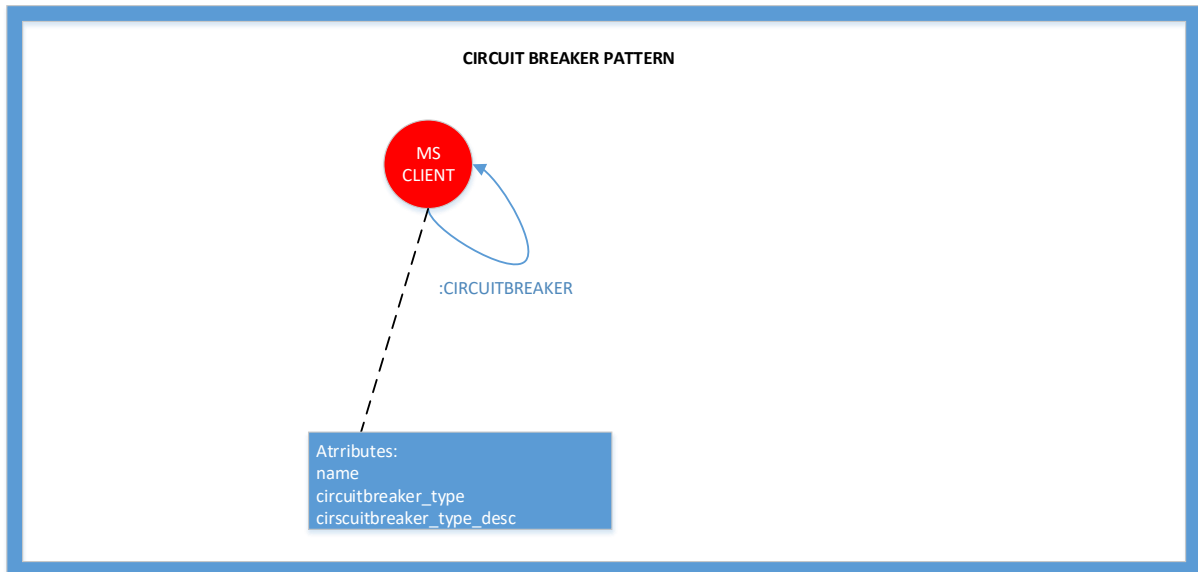 CIRCUIT BREAKER PATTERN
MS
CLIENT
:CIRCUITBREAKER
Atrributes:
name
circuitbreaker_type
cirscuitbreaker_type_desc